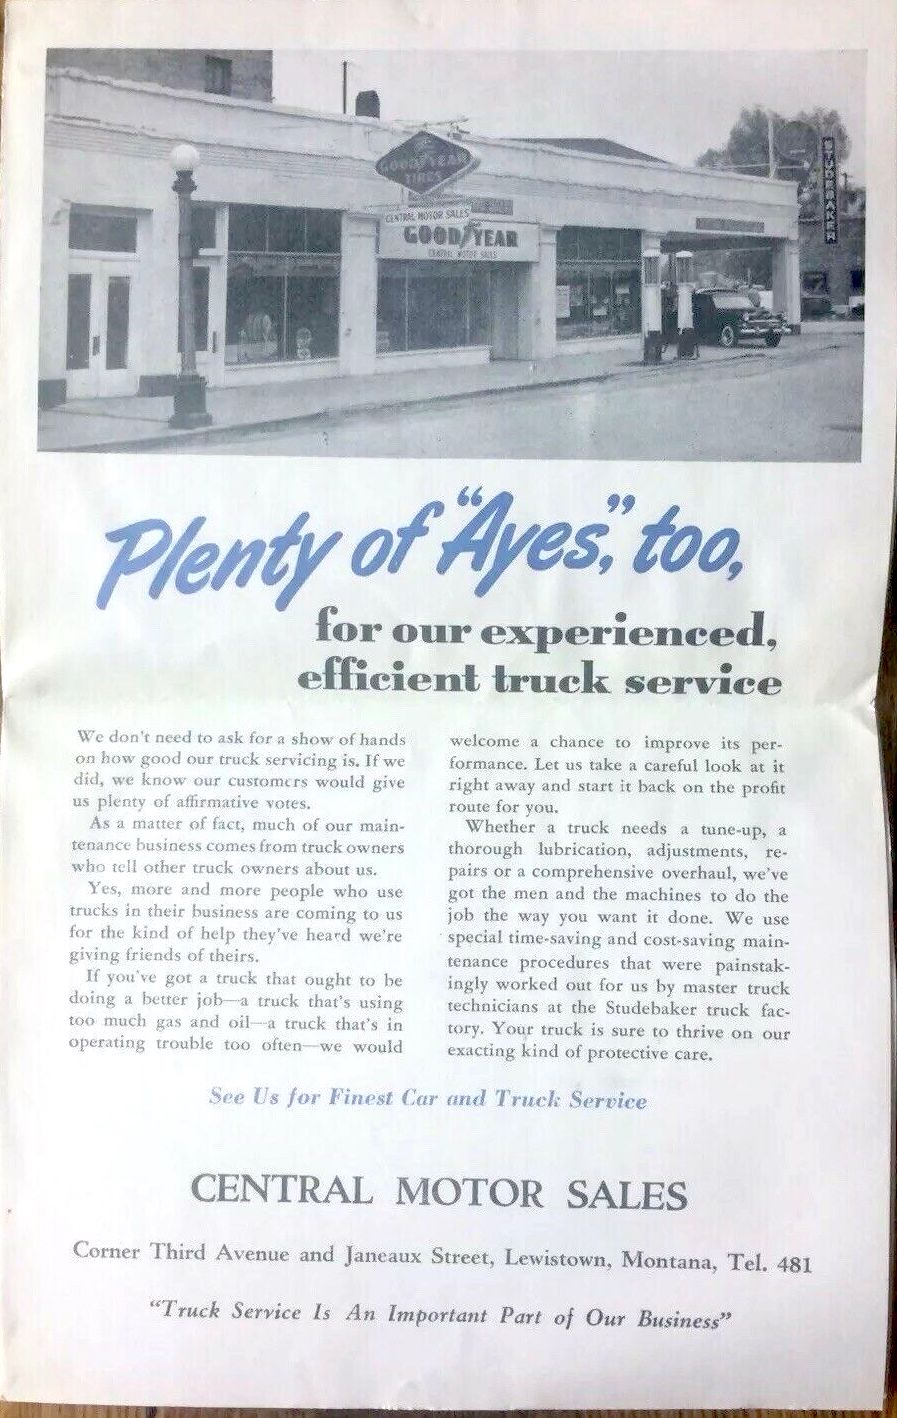 GOODYEAR
TIRES
CENTRAL MOTOR SALES
GOODYEAR
CENTRAL MOTOR SALES
STUDEBAKER
Plenty of “Ayes,” too,
for our experienced,
efficient truck service
We don't need to ask for a show of hands
on how good our truck servicing is. If we
did, we know our customers would give
us plenty of affirmative votes.
As a matter of fact, much of our main-
tenance business comes from truck owners
who tell other truck owners about us.
Yes, more and more people who use
trucks in their business are coming to us
for the kind of help they've heard we're
giving friends of theirs.
If you've got a truck that ought to be
doing a better job—a truck that's using
too much gas and oil—a truck that's in
operating trouble too often—we would
welcome a chance to improve its per-
formance. Let us take a careful look at it
right away and start it back on the profit
route for you.
Whether a truck needs a tune-up, a
thorough lubrication, adjustments, re-
pairs or a comprehensive overhaul, we've
got the men and the machines to do the
job the way you want it done. We use
special time-saving and cost-saving main-
tenance procedures that were painstak-
ingly worked out for us by master truck
technicians at the Studebaker truck fac-
tory. Your truck is sure to thrive on our
exacting kind of protective care.
See Us for Finest Car and Truck Service
CENTRAL MOTOR SALES
Corner Third Avenue and Janeaux Street, Lewistown, Montana, Tel. 481
“Truck Service Is An Important Part of Our Business”